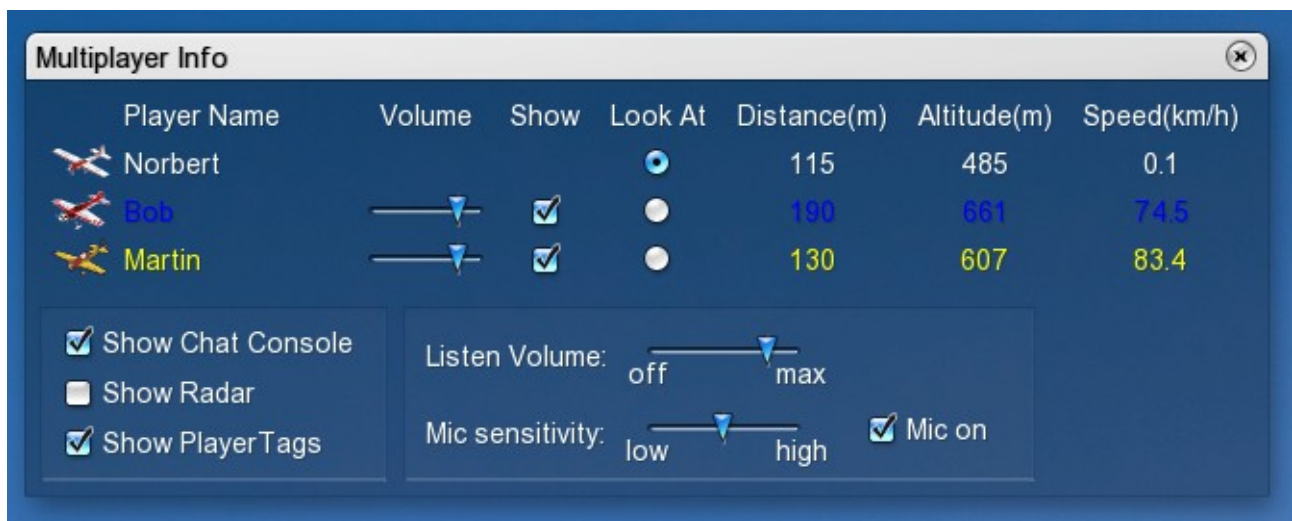 Multiplayer Info
Player Name Volume Show Look At Distance(m) Altitude(m) Speed(km/h)
Norbert 115 485 0.1
Bob 190 661 74.5
Martin 130 607 83.4
Show Chat Console
Show Radar
Show PlayerTags
Listen Volume: off max
Mic sensitivity: low high Mic on